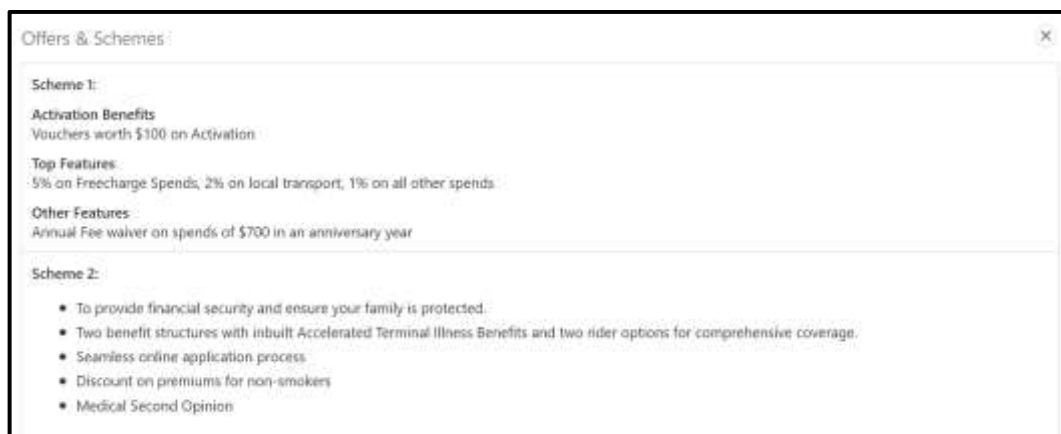 Offers & Schemes
Scheme 1:
Activation Benefits
Vouchers worth $100 on Activation
Top Features
5% on Freecharge Spends, 2% on local transport, 1% on all other spends
Other Features
Annual Fee waiver on spends of $700 in an anniversary year
Scheme 2:
• To provide financial security and ensure your family is protected.
• Two benefit structures with inbuilt Accelerated Terminal Illness Benefits and two rider options for comprehensive coverage.
• Seamless online application process
• Discount on premiums for non-smokers
• Medical Second Opinion